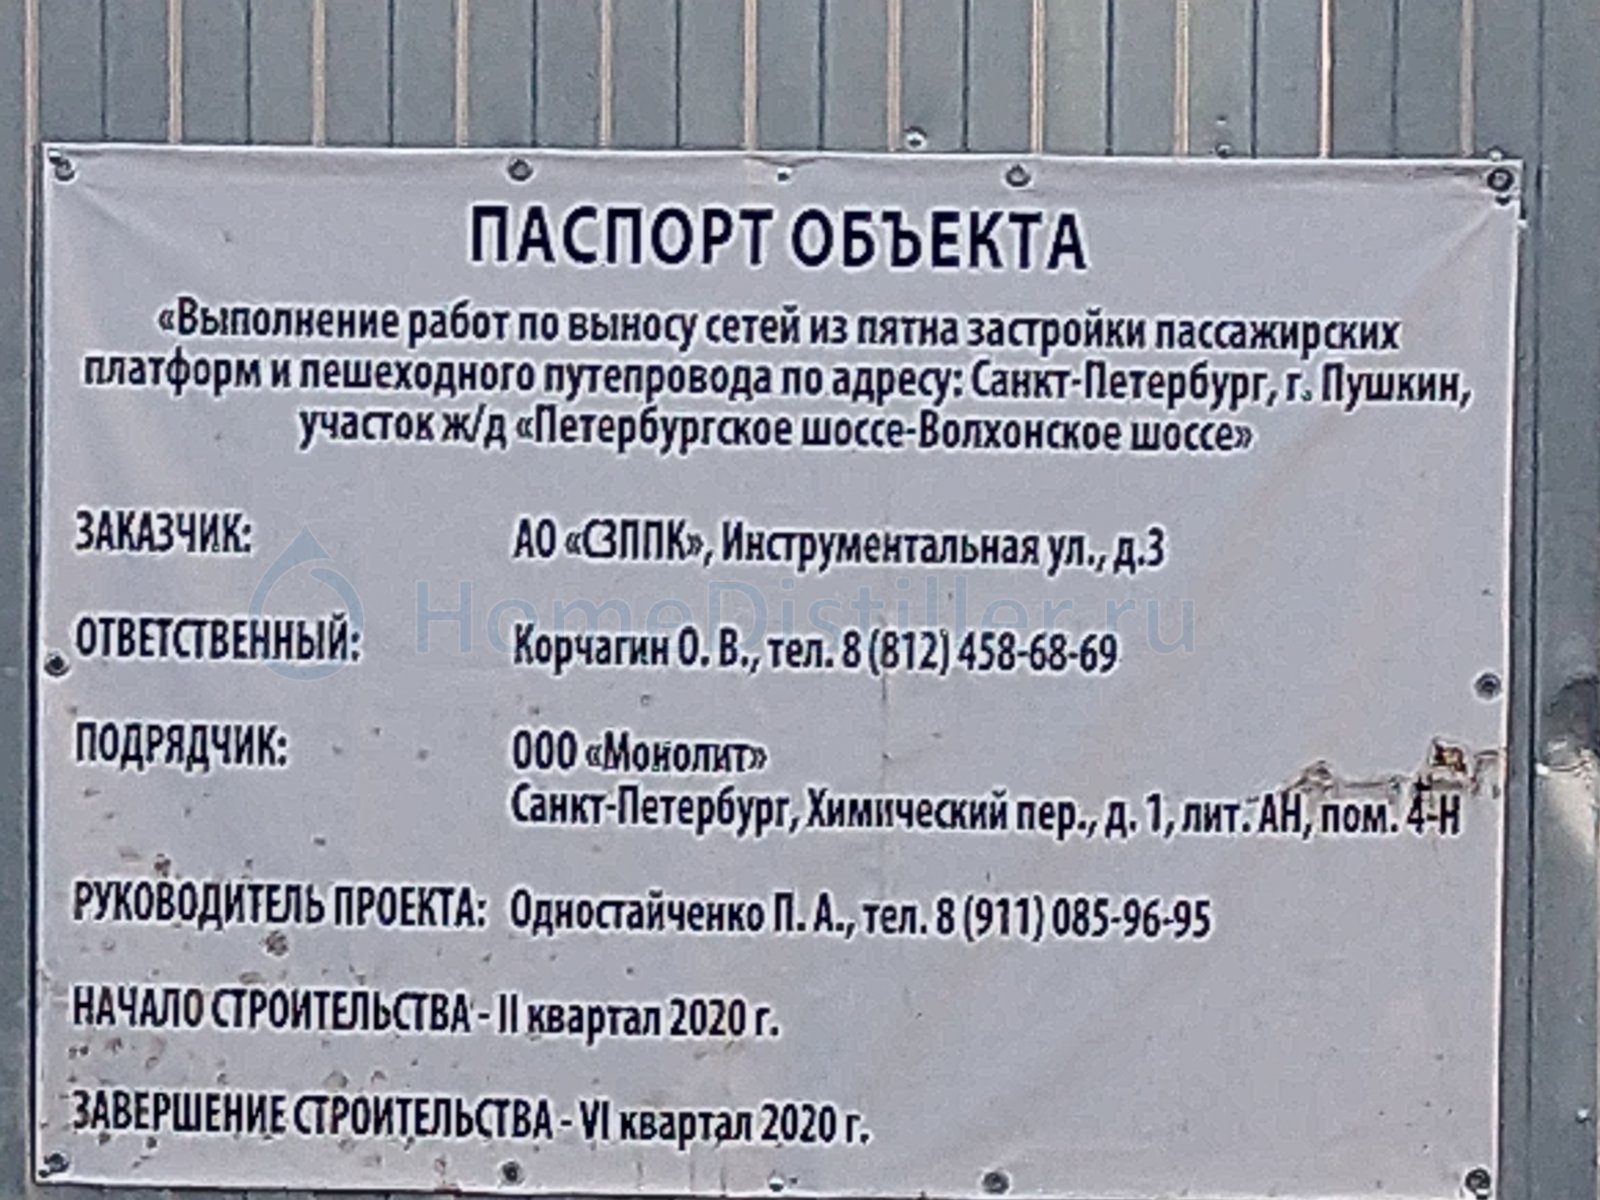 ПАСПОРТ ОБЪЕКТА
«Выполнение работ по выносу сетей из пятна застройки пассажирских
платформ и пешеходного путепровода по адресу: Санкт-Петербург, г. Пушкин,
участок ж/д «Петербургское шоссе-Волхонское шоссе»
ЗАКАЗЧИК: АО «СЗППК», Инструментальная ул., д.3
HomeDistiller.ru
ОТВЕТСТВЕННЫЙ: Корчагин О. В., тел. 8 (812) 458-68-69
ПОДРЯДЧИК: ООО «Монолит»
Санкт-Петербург, Химический пер., д. 1, лит. АН, пом. 4-Н
РУКОВОДИТЕЛЬ ПРОЕКТА: Одностайченко П. А., тел. 8 (911) 085-96-95
НАЧАЛО СТРОИТЕЛЬСТВА - II квартал 2020 г.
ЗАВЕРШЕНИЕ СТРОИТЕЛЬСТВА - VI квартал 2020 г.